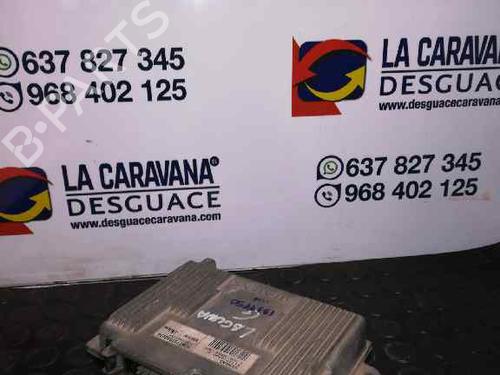 637 827 345
968 402 125
LA CARAVANA
DESGUACE
www.desguacecaravana
B-PARTS
LA CARAVANA®
DESGUACE
desguacecaravana.com
637 827 345
968 402 125
LAGUNA